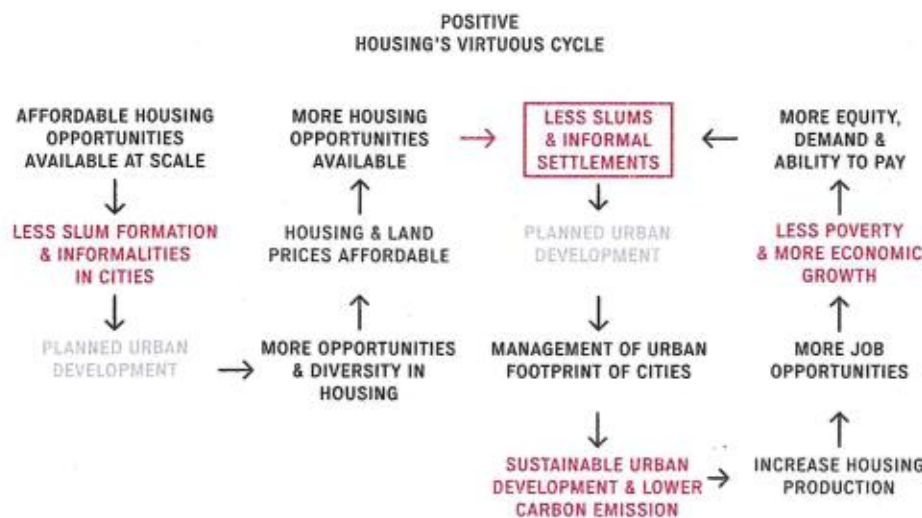 POSITIVE
HOUSING'S VIRTUOUS CYCLE
AFFORDABLE HOUSING
OPPORTUNITIES
AVAILABLE AT SCALE
LESS SLUM FORMATION
& INFORMALITIES
IN CITIES
PLANNED URBAN
DEVELOPMENT
MORE HOUSING
OPPORTUNITIES
AVAILABLE
HOUSING & LAND
PRICES AFFORDABLE
MORE OPPORTUNITIES
& DIVERSITY IN
HOUSING
LESS SLUMS
& INFORMAL
SETTLEMENTS
PLANNED URBAN
DEVELOPMENT
MANAGEMENT OF URBAN
FOOTPRINT OF CITIES
SUSTAINABLE URBAN
DEVELOPMENT & LOWER
CARBON EMISSION
MORE EQUITY,
DEMAND &
ABILITY TO PAY
LESS POVERTY
& MORE ECONOMIC
GROWTH
MORE JOB
OPPORTUNITIES
INCREASE HOUSING
PRODUCTION